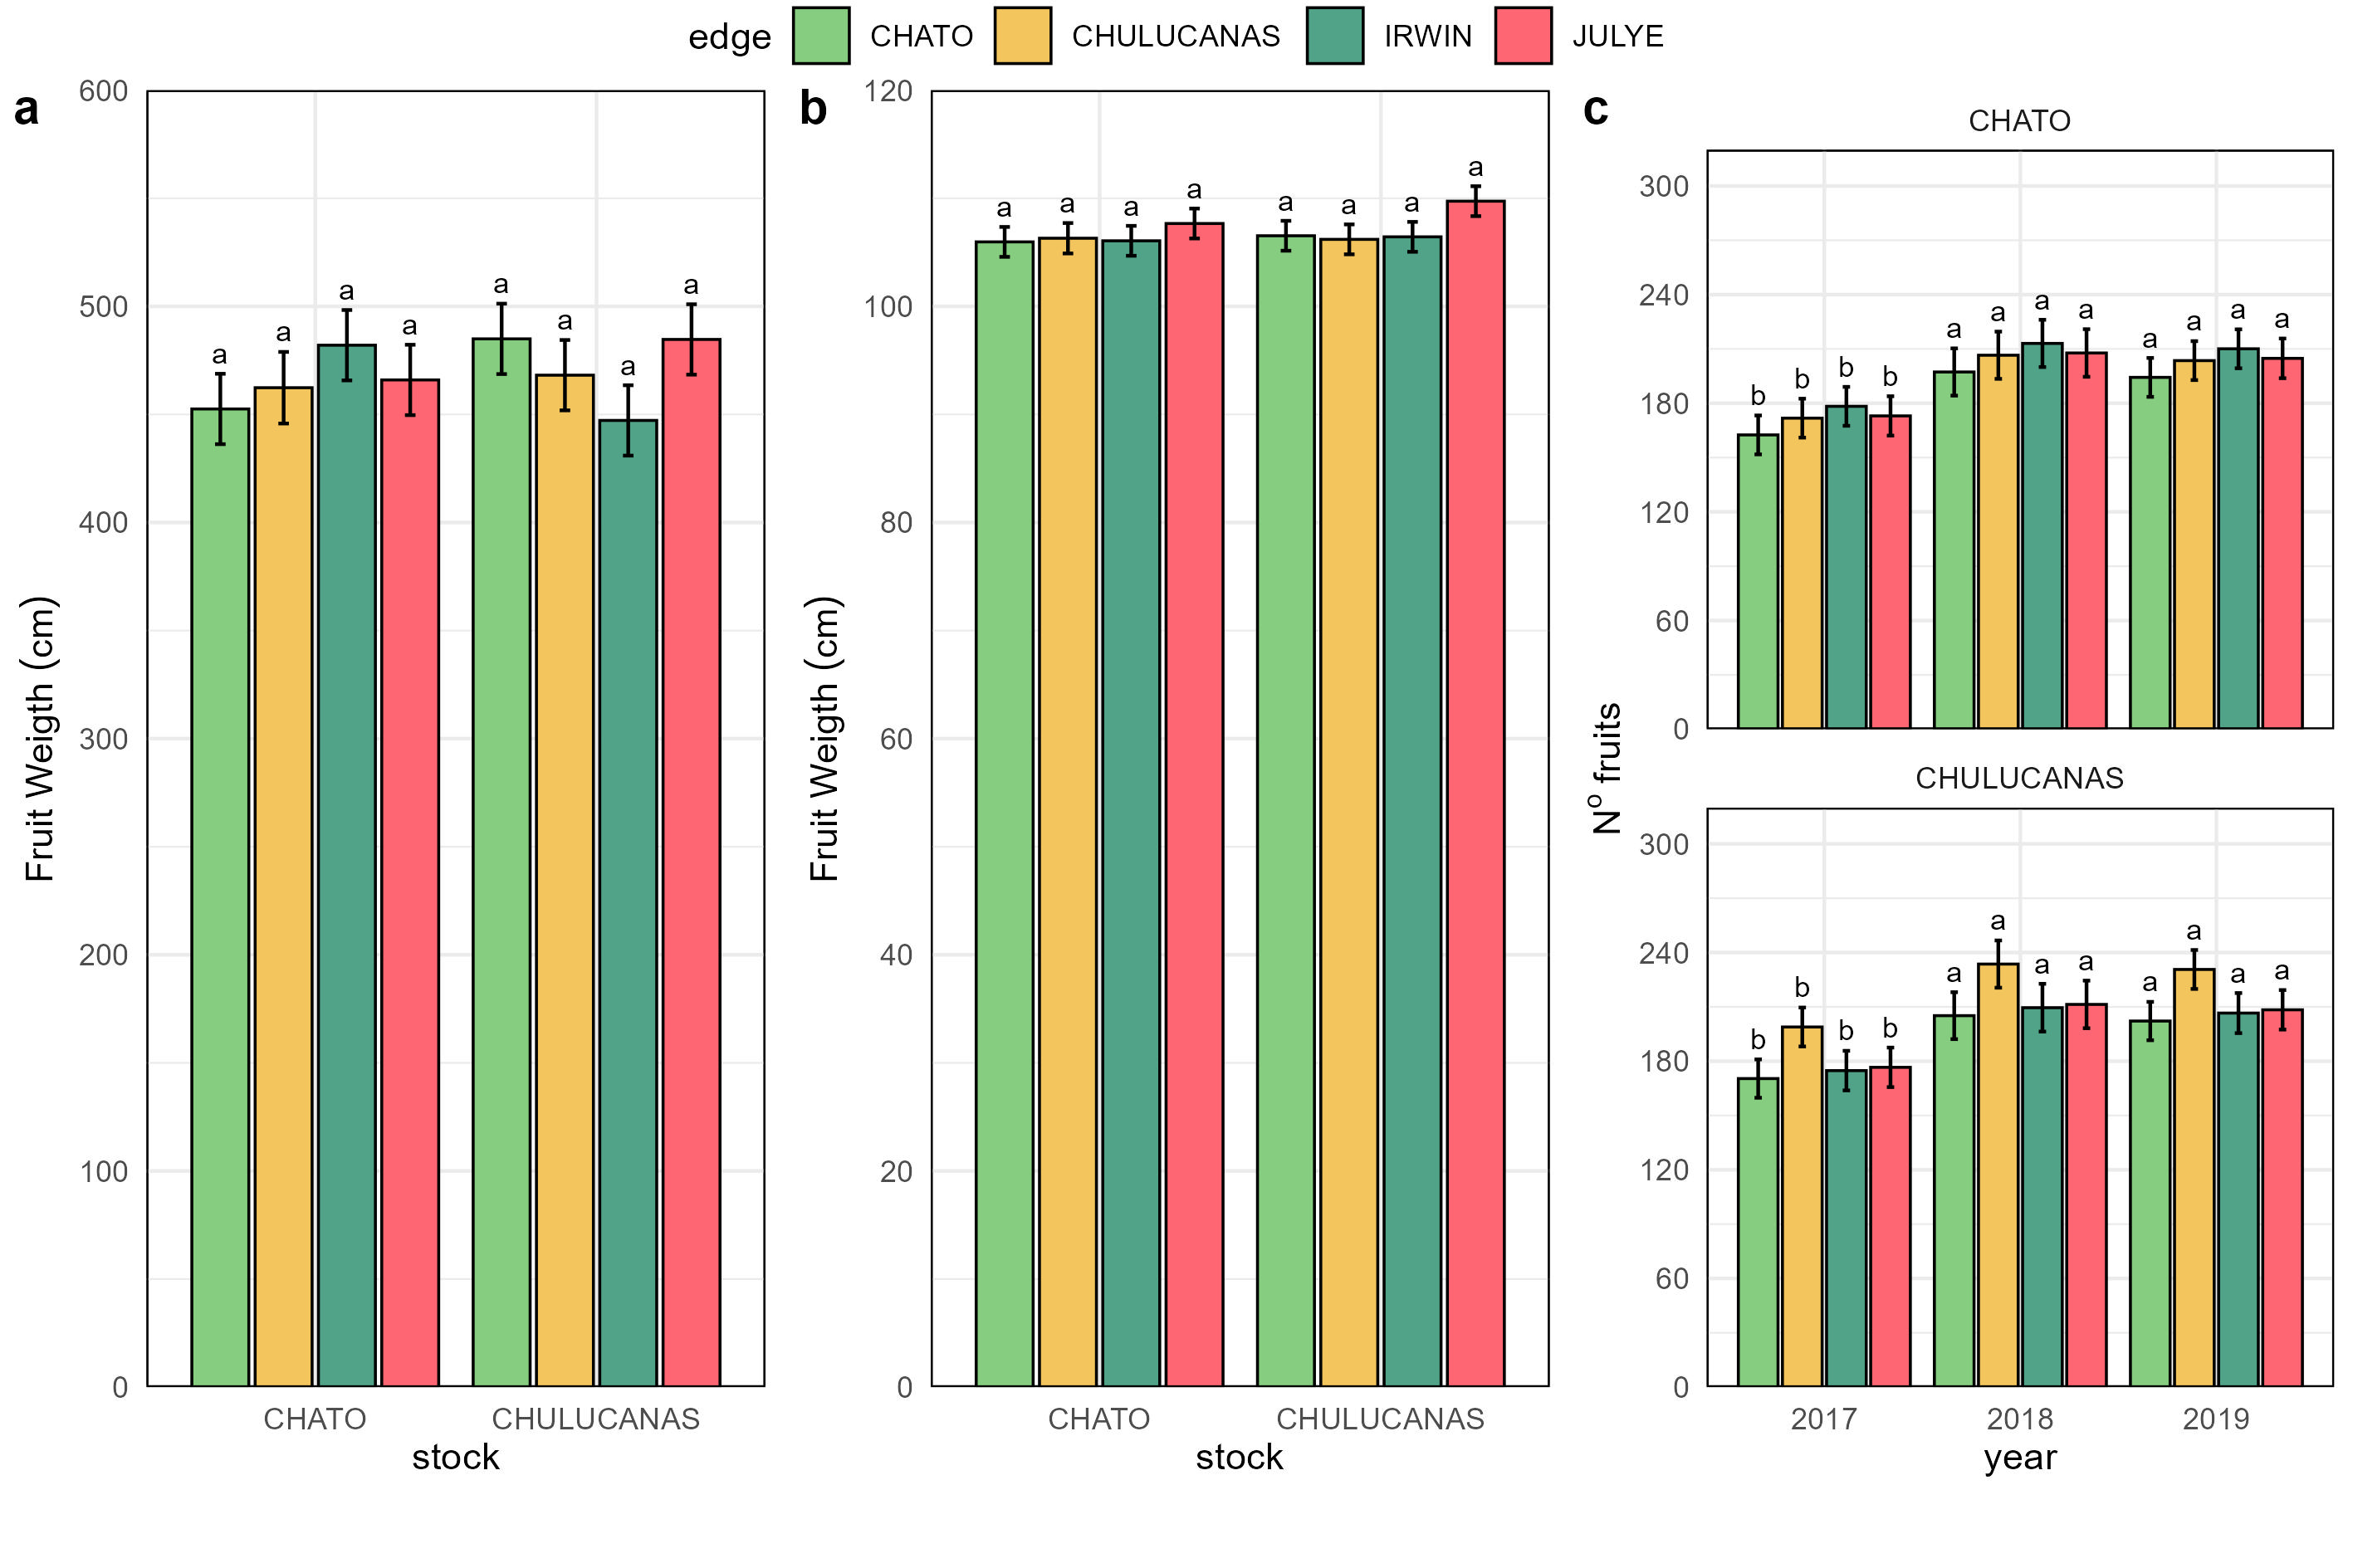 edge CHATO CHULUCANAS IRWIN JULYE
a
600
500
400
300
200
100
0
Fruit Weigth (cm)
a a a a a a a a
CHATO CHULUCANAS
stock
b
120
100
80
60
40
20
0
Fruit Weigth (cm)
a a a a a a a a
CHATO CHULUCANAS
stock
c
Nº fruits
CHATO
300
240
180
120
60
0
b b b b a a a a a a a a
CHULUCANAS
300
240
180
120
60
0
b b b b a a a a a a a a
2017 2018 2019
year